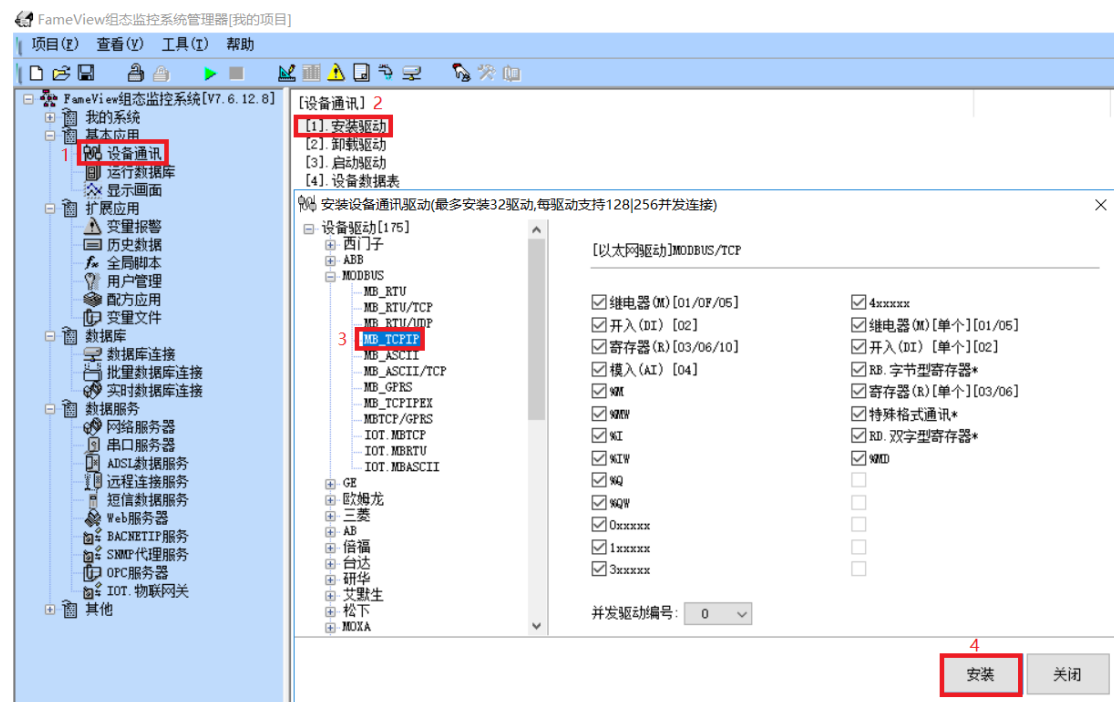 FameView组态监控系统管理器[我的项目]
项目(F) 查看(V) 工具(T) 帮助
FameView组态监控系统[V7.6.12.8]
我的系统
基本应用
1 设备通讯
运行数据库
显示画面
扩展应用
变量报警
历史数据
全局脚本
用户管理
配方应用
变量文件
数据库
数据库连接
批量数据库连接
实时数据库连接
数据服务
网络服务器
串口服务器
ADSL数据服务
远程连接服务
短信数据服务
Web服务器
BACNETIP服务
SNMP代理服务
OPC服务器
IOT.物联网关
其他
[设备通讯] 2
[1].安装驱动
[2].卸载驱动
[3].启动驱动
[4].设备数据表
安装设备通讯驱动(最多安装32驱动,每驱动支持128|256并发连接)
设备驱动[175]
西门子
ABB
MODBUS
MB_RTU
MB_RTU/TCP
MB_RTU/UDP
3 MB_TCPIP
MB_ASCII
MB_ASCII/TCP
MB_GPRS
MB_TCPIPEX
MBTCP/GPRS
IOT.MBTCP
IOT.MBRTU
IOT.MBASCII
GE
欧姆龙
三菱
AB
倍福
台达
研华
艾默生
松下
MOXA
[以太网驱动]MODBUS/TCP
继电器(M)[01/0F/05]
开入(DI) [02]
寄存器(R)[03/06/10]
模入(AI) [04]
%M
%MW
%I
%IW
%Q
%QW
0xxxxx
1xxxxx
3xxxxx
4xxxxx
继电器(M)[单个][01/05]
开入(DI) [单个][02]
RB.字节型寄存器*
寄存器(R)[单个][03/06]
特殊格式通讯*
RD.双字型寄存器*
%MD
并发驱动编号: 0
4
安装 关闭